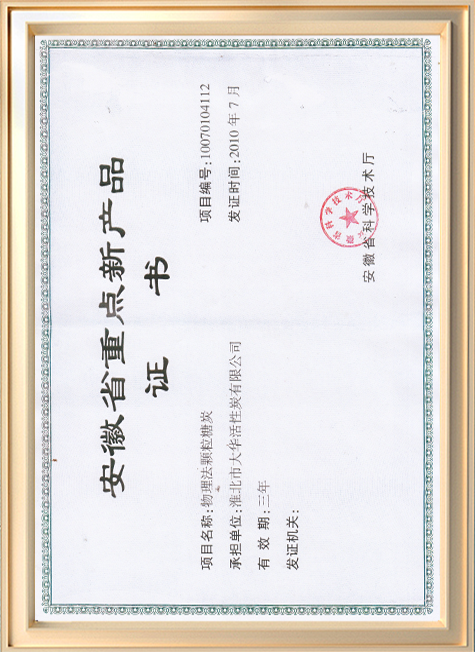 安徽省重点新产品
证 书
项目名称:物理法颗粒糖炭
项目编号:10070104112
承担单位:淮北市大华活性炭有限公司
发证时间:2010 年 7 月
有 效 期:三年
发证机关:
安徽省科学技术厅